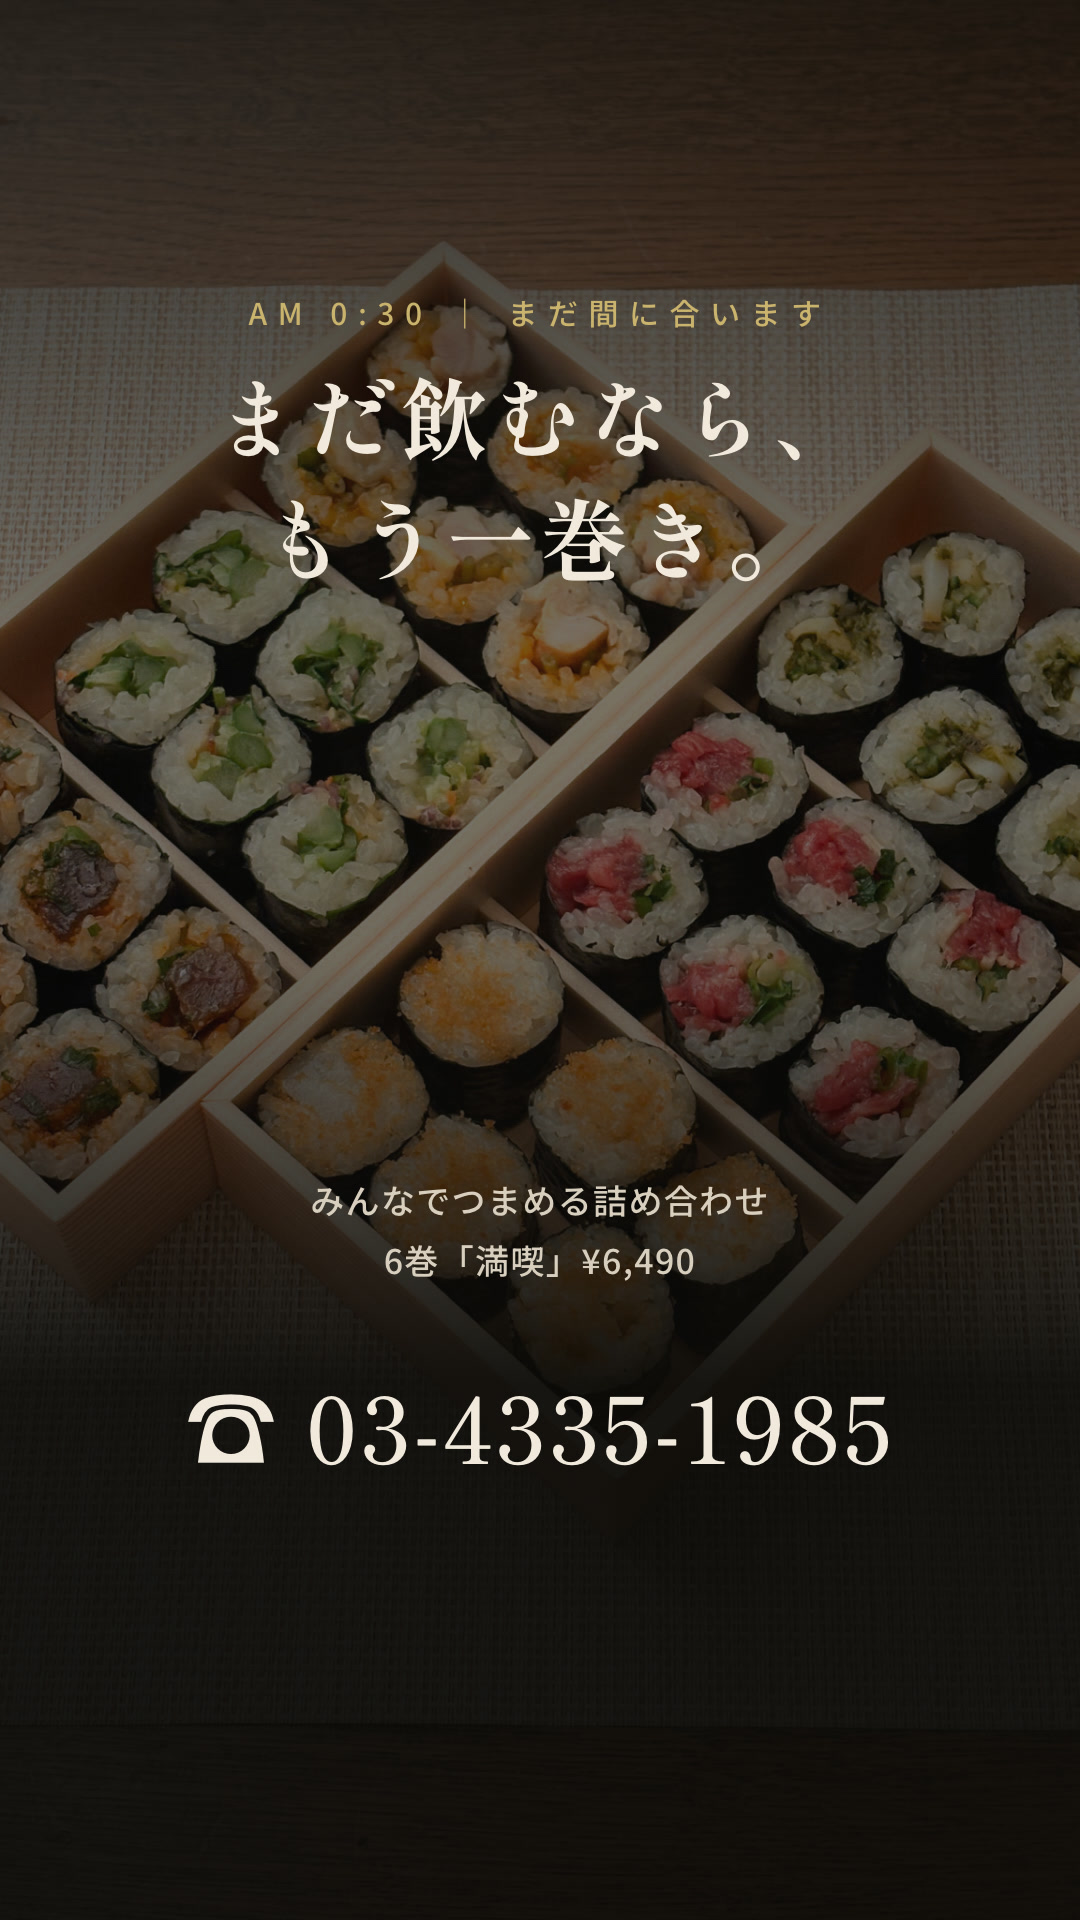 AM 0:30 ｜ まだ間に合います
まだ飲むなら、
もう一巻き。
みんなでつまめる詰め合わせ
6巻「満喫」¥6,490
☎ 03-4335-1985